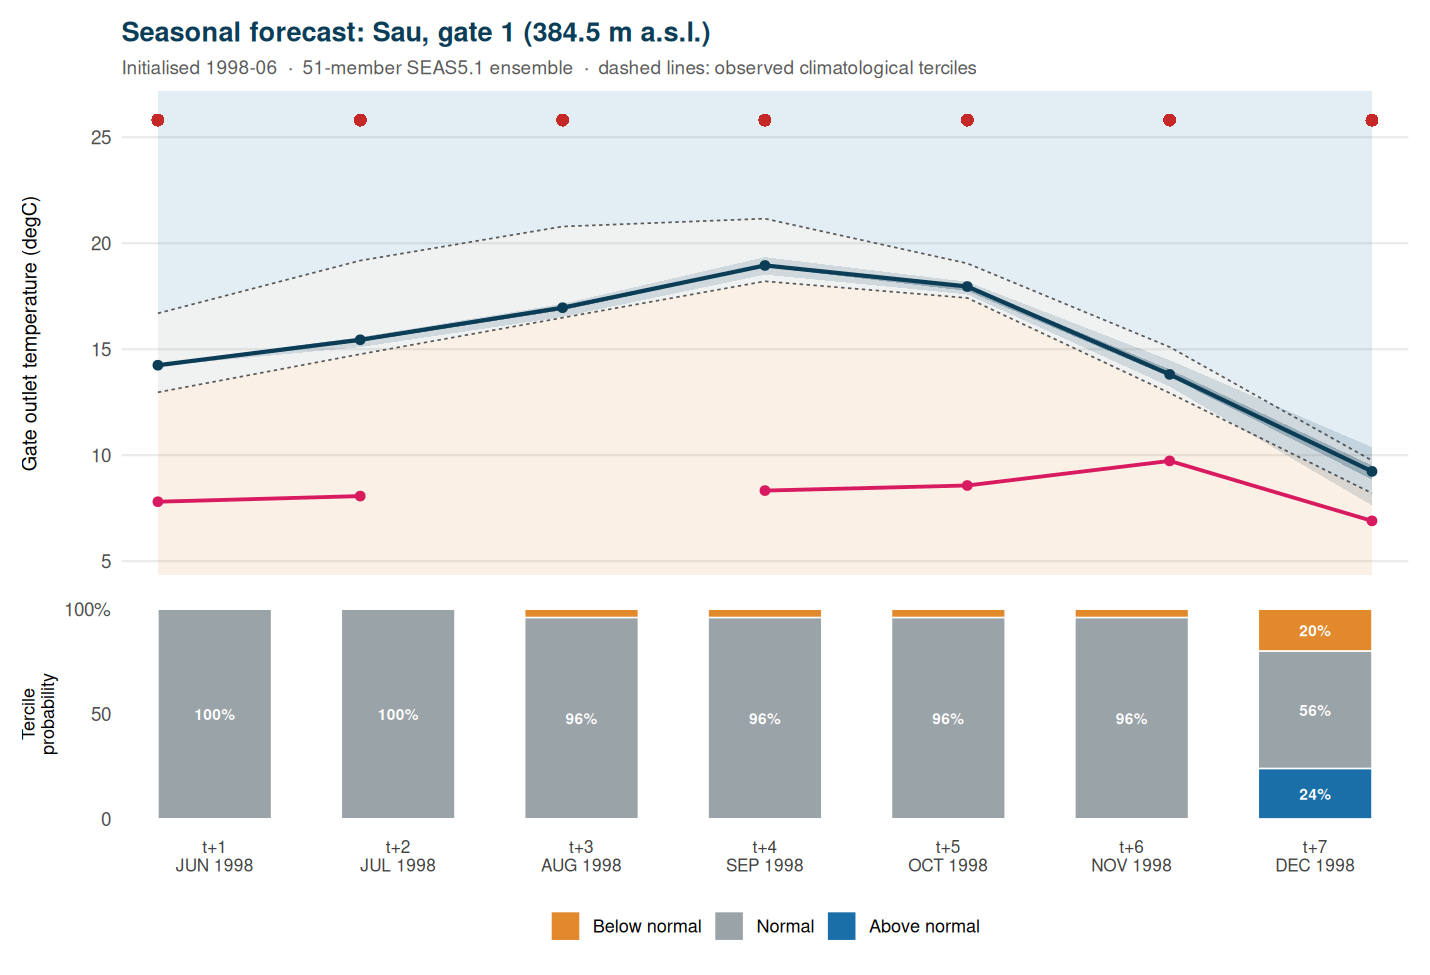 Seasonal forecast: Sau, gate 1 (384.5 m a.s.l.)
Initialised 1998-06 · 51-member SEAS5.1 ensemble · dashed lines: observed climatological terciles
Gate outlet temperature (degC)
25
20
15
10
5
Tercile
probability
100%
50
0
100%
100%
96%
96%
96%
96%
20%
56%
24%
t+1
JUN 1998
t+2
JUL 1998
t+3
AUG 1998
t+4
SEP 1998
t+5
OCT 1998
t+6
NOV 1998
t+7
DEC 1998
Below normal
Normal
Above normal